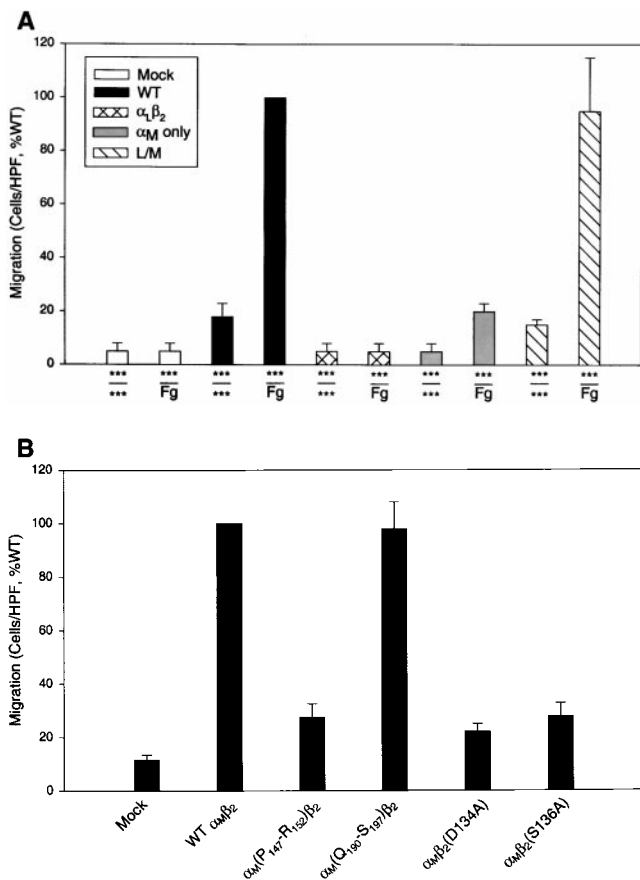 A
120
100
80
60
40
20
0
Migration (Cells/HPF, %WT)
Mock
WT
αLβ2
αM only
L/M
*** *** *** *** *** *** *** *** *** ***
*** Fg *** Fg *** Fg *** Fg *** Fg
B
120
100
80
60
40
20
0
Migration (Cells/HPF, %WT)
Mock
WT αMβ2
αM(P147-R152)β2
αM(Q190-S197)β2
αMβ2(D134A)
αMβ2(S136A)